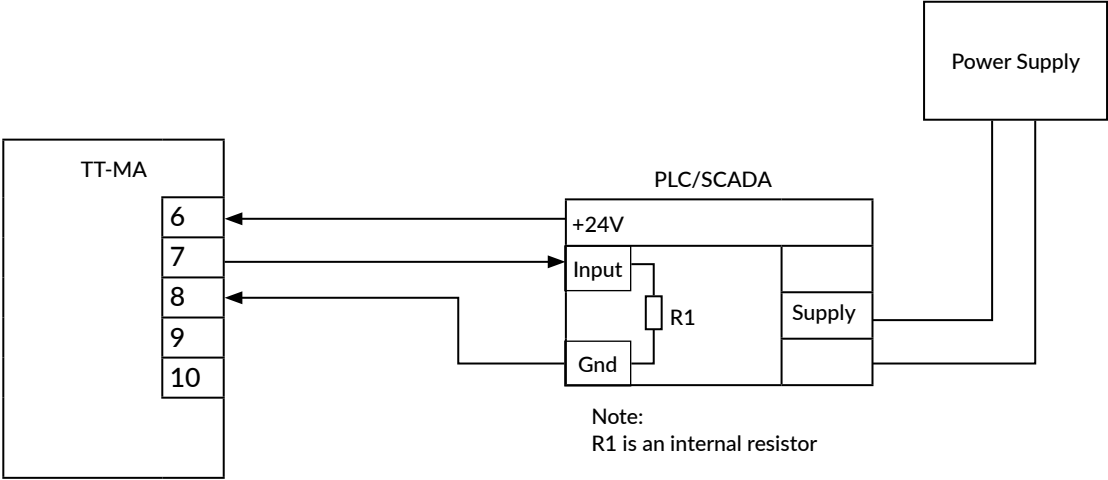 Power Supply
TT-MA
PLC/SCADA
6
+24V
7
Input
8
R1
Supply
9
Gnd
10
Note:
R1 is an internal resistor